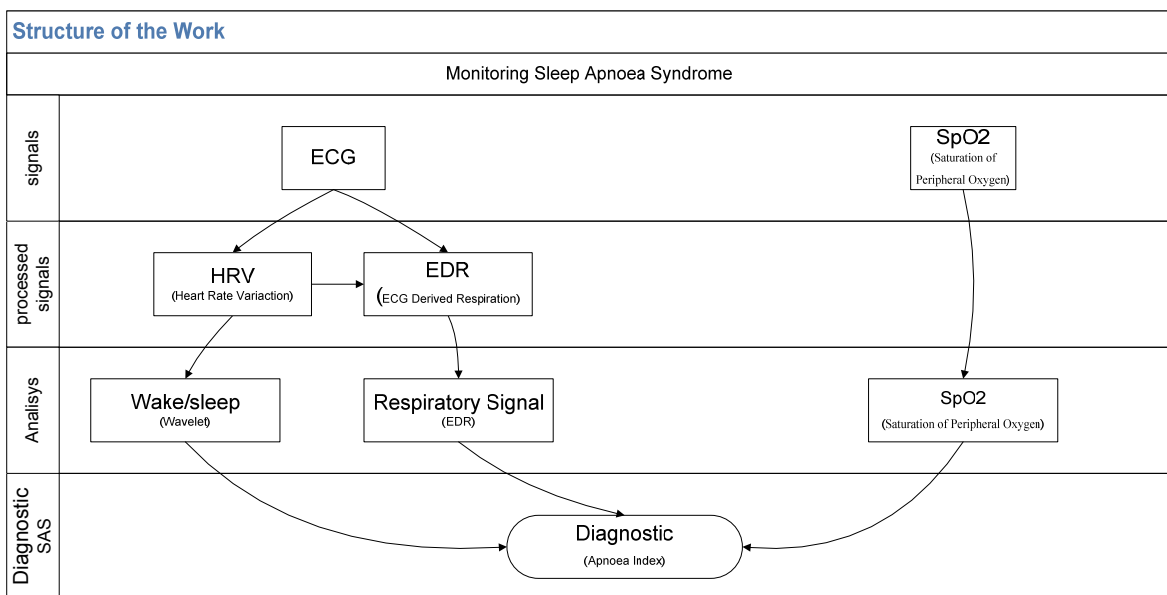 Structure of the Work
Monitoring Sleep Apnoea Syndrome
signals
ECG
SpO2
(Saturation of
Peripheral Oxygen)
processed
signals
HRV
(Heart Rate Variaction)
EDR
(ECG Derived Respiration)
Analisys
Wake/sleep
(Wavelet)
Respiratory Signal
(EDR)
SpO2
(Saturation of Peripheral Oxygen)
Diagnostic
SAS
Diagnostic
(Apnoea Index)